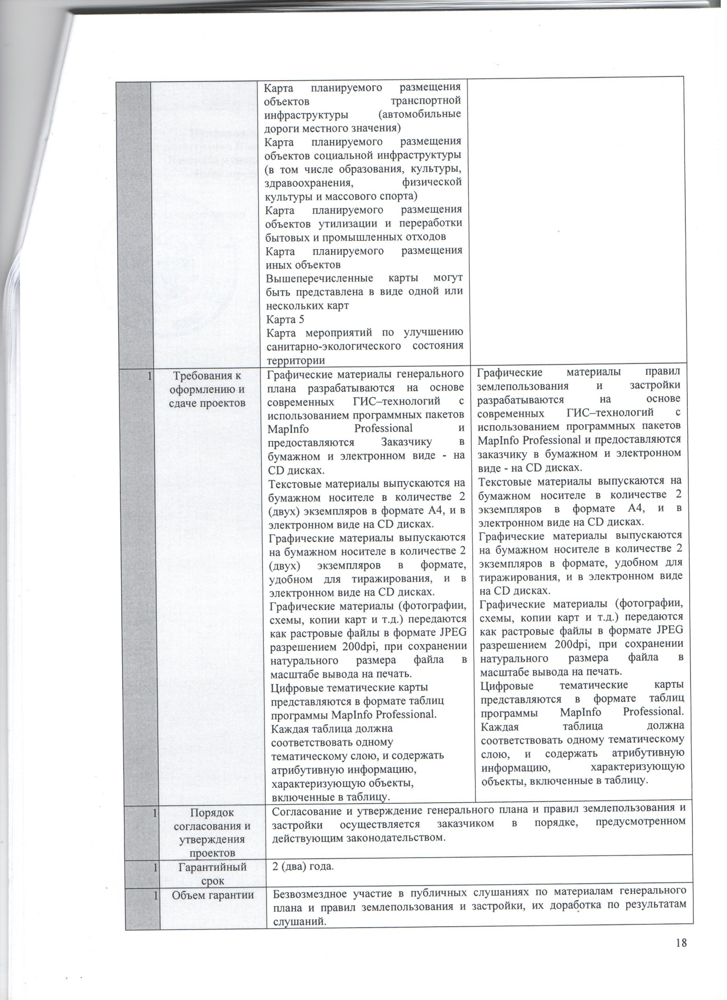 Карта планируемого размещения
объектов транспортной
инфраструктуры (автомобильные
дороги местного значения)
Карта планируемого размещения
объектов социальной инфраструктуры
(в том числе образования, культуры,
здравоохранения, физической
культуры и массового спорта)
Карта планируемого размещения
объектов утилизации и переработки
бытовых и промышленных отходов
Карта планируемого размещения
иных объектов
Вышеперечисленные карты могут
быть представлена в виде одной или
нескольких карт
Карта 5
Карта мероприятий по улучшению
санитарно-экологического состояния
территории
1
Требования к
оформлению и
сдаче проектов
Графические материалы генерального
плана разрабатываются на основе
современных ГИС–технологий с
использованием программных пакетов
MapInfo Professional и
предоставляются Заказчику в
бумажном и электронном виде - на
CD дисках.
Текстовые материалы выпускаются на
бумажном носителе в количестве 2
(двух) экземпляров в формате А4, и в
электронном виде на CD дисках.
Графические материалы выпускаются
на бумажном носителе в количестве 2
(двух) экземпляров в формате,
удобном для тиражирования, и в
электронном виде на CD дисках.
Графические материалы (фотографии,
схемы, копии карт и т.д.) передаются
как растровые файлы в формате JPEG
разрешением 200dpi, при сохранении
натурального размера файла в
масштабе вывода на печать.
Цифровые тематические карты
представляются в формате таблиц
программы MapInfo Professional.
Каждая таблица должна
соответствовать одному
тематическому слою, и содержать
атрибутивную информацию,
характеризующую объекты,
включенные в таблицу.
Графические материалы правил
землепользования и застройки
разрабатываются на основе
современных ГИС–технологий с
использованием программных пакетов
MapInfo Professional и предоставляются
заказчику в бумажном и электронном
виде - на CD дисках.
Текстовые материалы выпускаются на
бумажном носителе в количестве 2
экземпляров в формате А4, и в
электронном виде на CD дисках.
Графические материалы выпускаются
на бумажном носителе в количестве 2
экземпляров в формате, удобном для
тиражирования, и в электронном виде
на CD дисках.
Графические материалы (фотографии,
схемы, копии карт и т.д.) передаются
как растровые файлы в формате JPEG
разрешением 200dpi, при сохранении
натурального размера файла в
масштабе вывода на печать.
Цифровые тематические карты
представляются в формате таблиц
программы MapInfo Professional.
Каждая таблица должна
соответствовать одному тематическому
слою, и содержать атрибутивную
информацию, характеризующую
объекты, включенные в таблицу.
1
Порядок
согласования и
утверждения
проектов
Согласование и утверждение генерального плана и правил землепользования и
застройки осуществляется заказчиком в порядке, предусмотренном
действующим законодательством.
1
Гарантийный
срок
2 (два) года.
1
Объем гарантии
Безвозмездное участие в публичных слушаниях по материалам генерального
плана и правил землепользования и застройки, их доработка по результатам
слушаний.
18